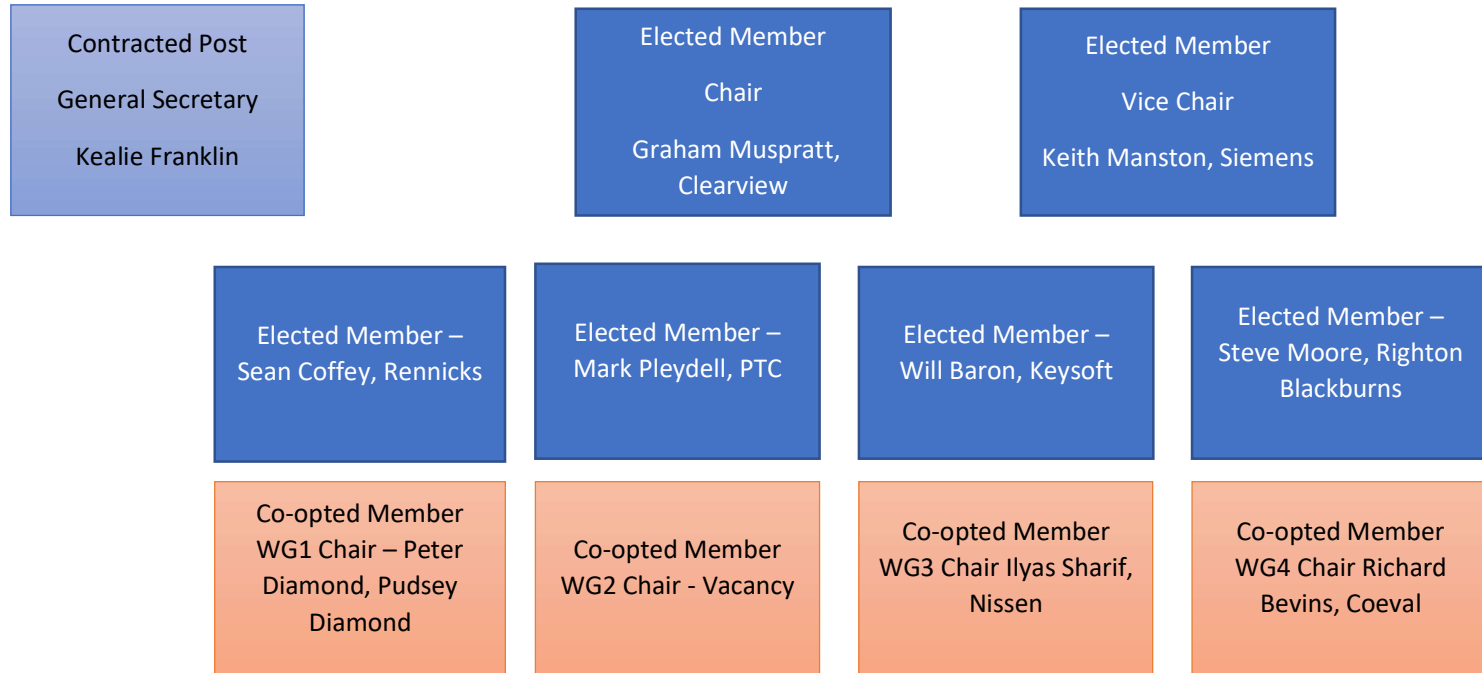 Contracted Post
General Secretary
Kealie Franklin
Elected Member
Chair
Graham Muspratt,
Clearview
Elected Member
Vice Chair
Keith Manston, Siemens
Elected Member –
Sean Coffey, Rennicks
Elected Member –
Mark Pleydell, PTC
Elected Member –
Will Baron, Keysoft
Elected Member –
Steve Moore, Righton
Blackburns
Co-opted Member
WG1 Chair – Peter
Diamond, Pudsey
Diamond
Co-opted Member
WG2 Chair - Vacancy
Co-opted Member
WG3 Chair Ilyas Sharif,
Nissen
Co-opted Member
WG4 Chair Richard
Bevins, Coeval